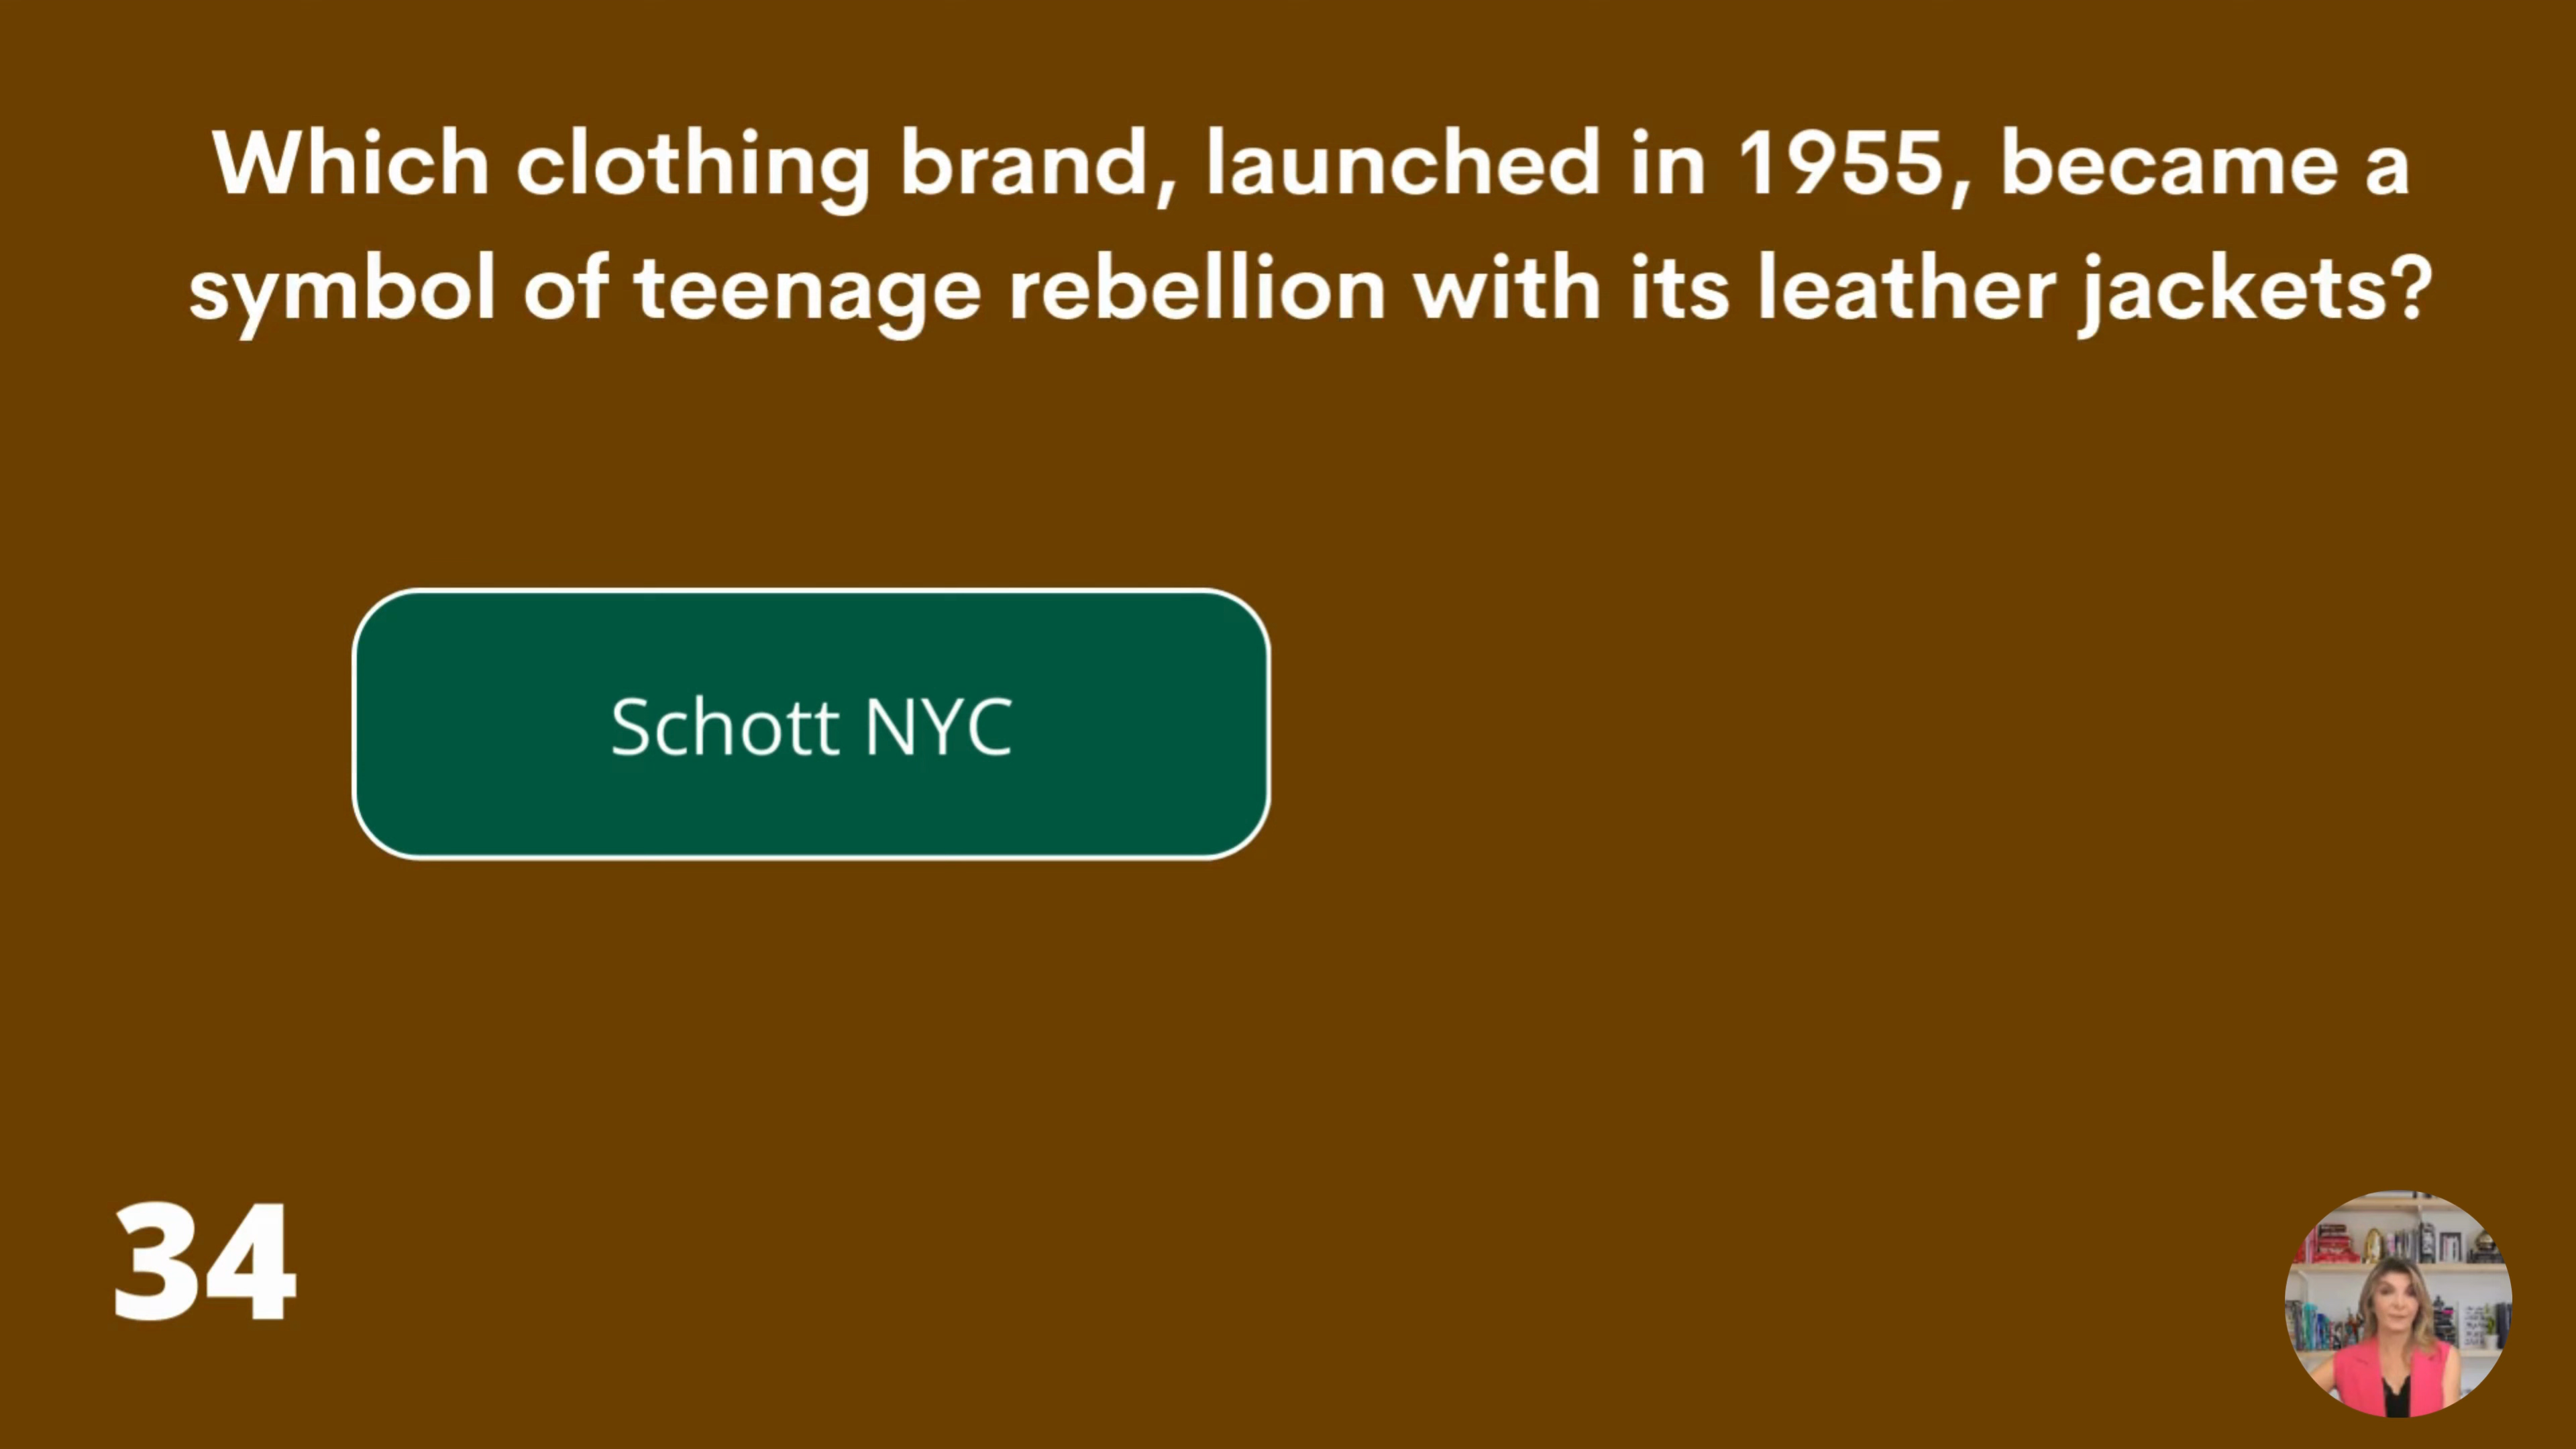 Which clothing brand, launched in 1955, became a
symbol of teenage rebellion with its leather jackets?
Schott NYC
34